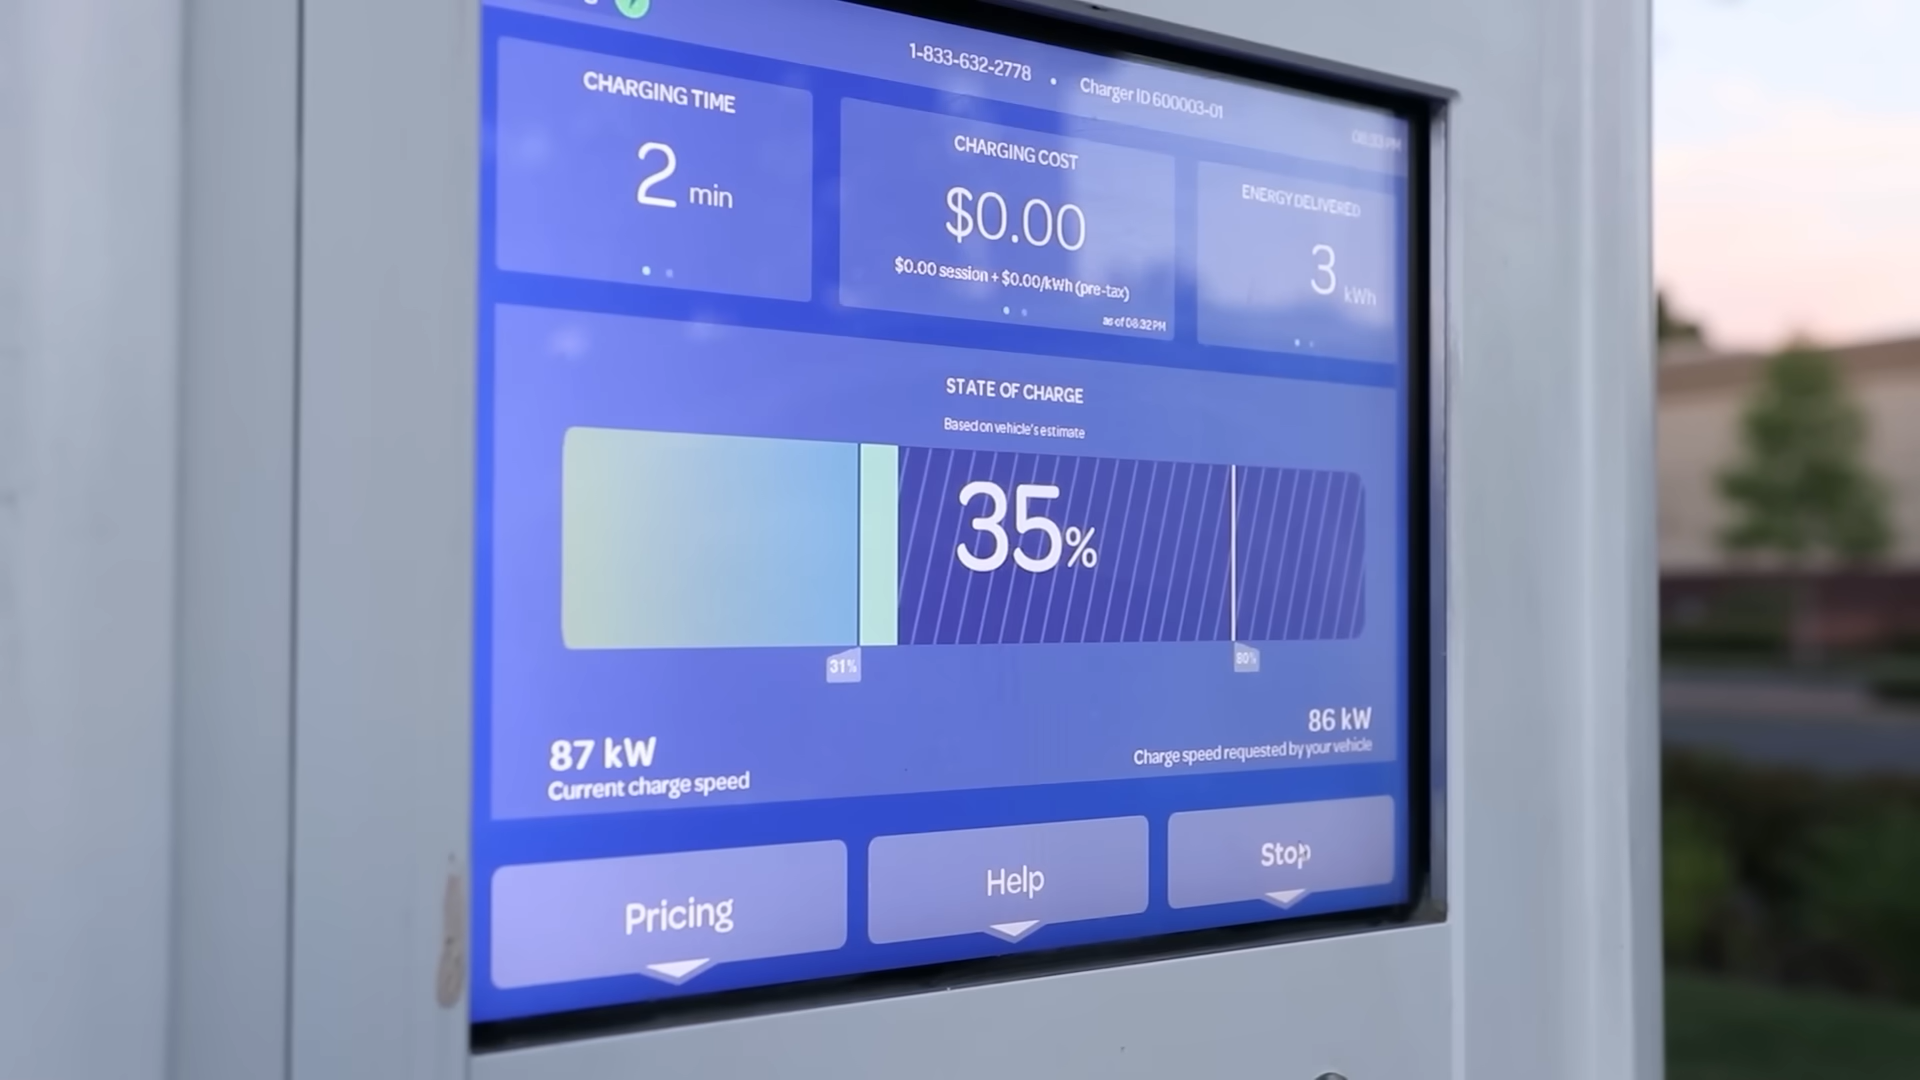 1-833-632-2778 • Charger ID 600003-01
CHARGING TIME
2 min
CHARGING COST
$0.00
$0.00 session + $0.00/kWh (pre-tax)
as of 08:32 PM
ENERGY DELIVERED
3 kWh
STATE OF CHARGE
Based on vehicle's estimate
35%
31%
80%
87 kW
Current charge speed
86 kW
Charge speed requested by your vehicle
Pricing
Help
Stop